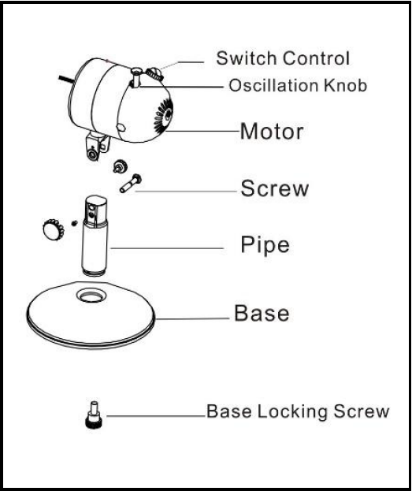 Switch Control
Oscillation Knob
Motor
Screw
Pipe
Base
Base Locking Screw